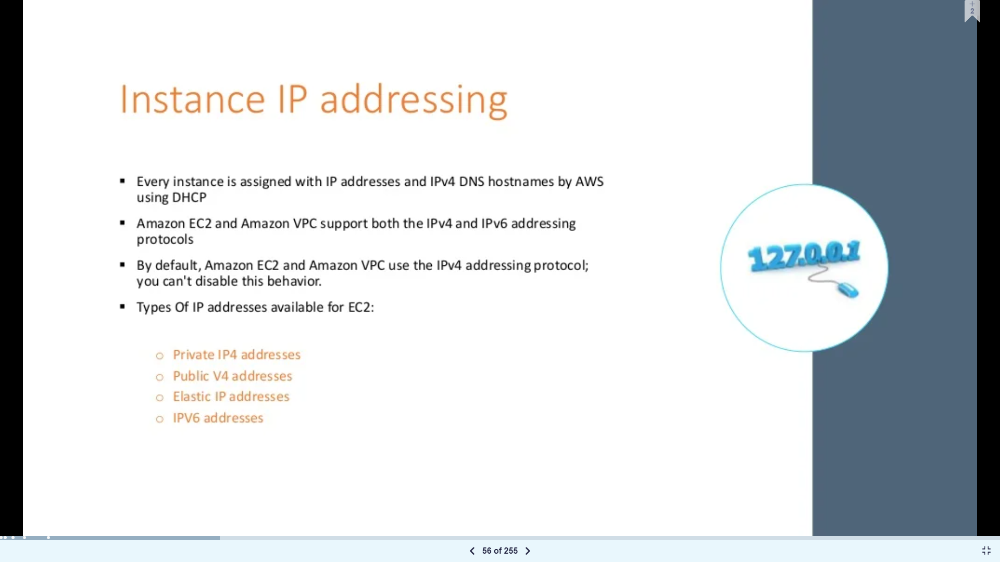 +
2
Instance IP addressing
▪ Every instance is assigned with IP addresses and IPv4 DNS hostnames by AWS
using DHCP
▪ Amazon EC2 and Amazon VPC support both the IPv4 and IPv6 addressing
protocols
▪ By default, Amazon EC2 and Amazon VPC use the IPv4 addressing protocol;
you can't disable this behavior.
▪ Types Of IP addresses available for EC2:
o Private IP4 addresses
o Public V4 addresses
o Elastic IP addresses
o IPV6 addresses
127.0.0.1
56 of 255